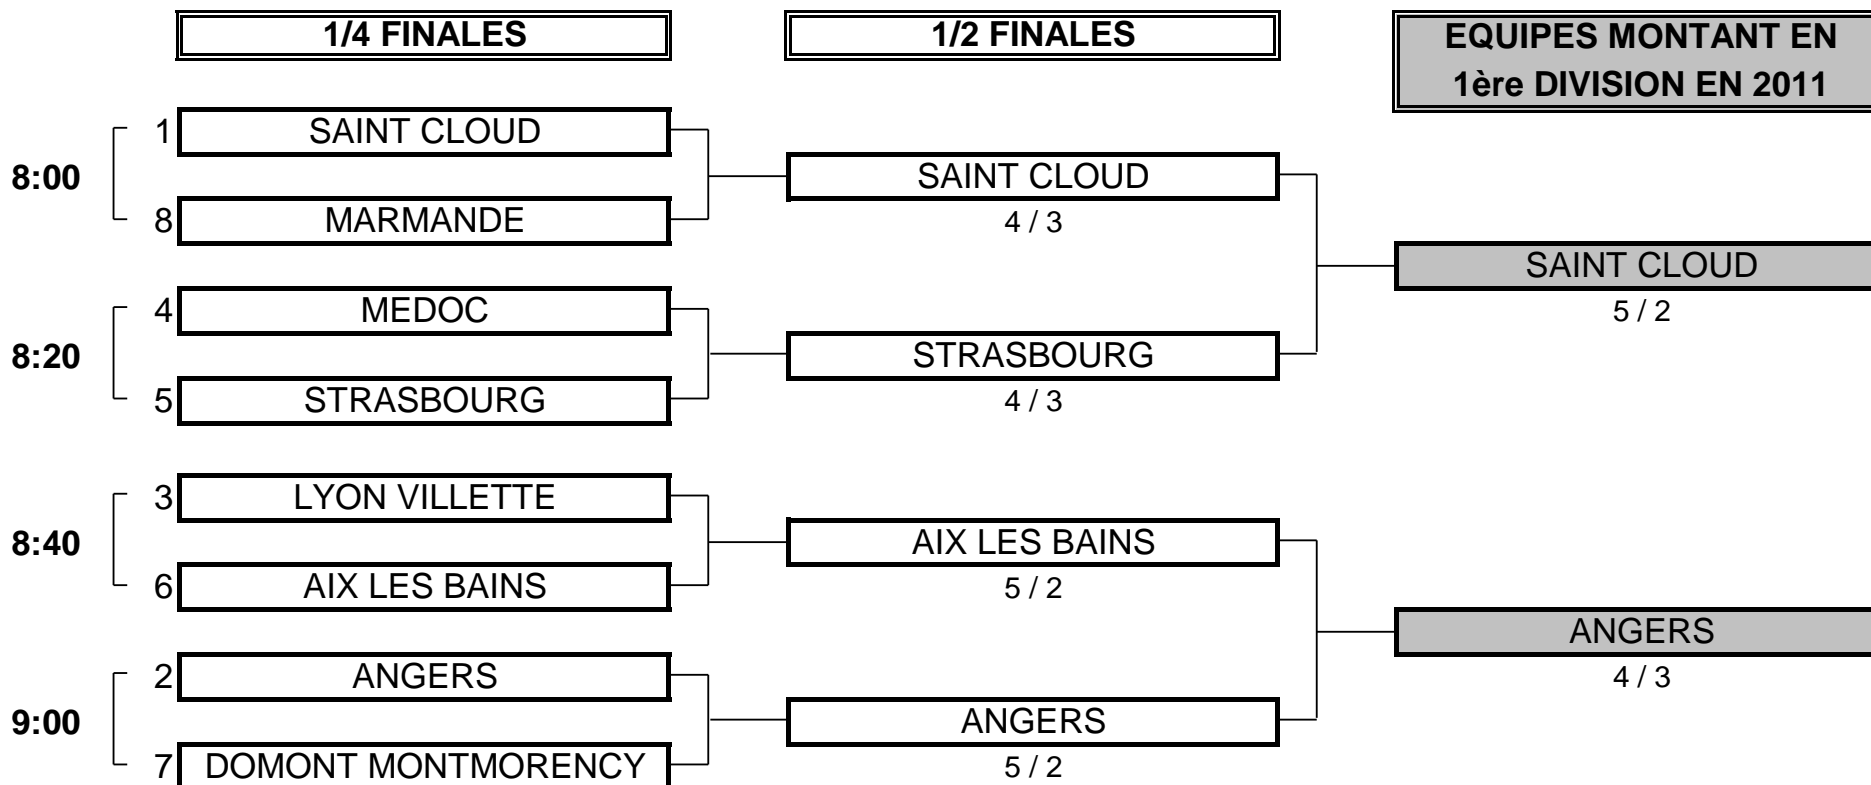 1/4 FINALES
1/2 FINALES
EQUIPES MONTANT EN
1ère DIVISION EN 2011
8:00
1 SAINT CLOUD
8 MARMANDE
SAINT CLOUD
4 / 3
8:20
4 MEDOC
5 STRASBOURG
STRASBOURG
4 / 3
SAINT CLOUD
5 / 2
8:40
3 LYON VILLETTE
6 AIX LES BAINS
AIX LES BAINS
5 / 2
9:00
2 ANGERS
7 DOMONT MONTMORENCY
ANGERS
5 / 2
ANGERS
4 / 3